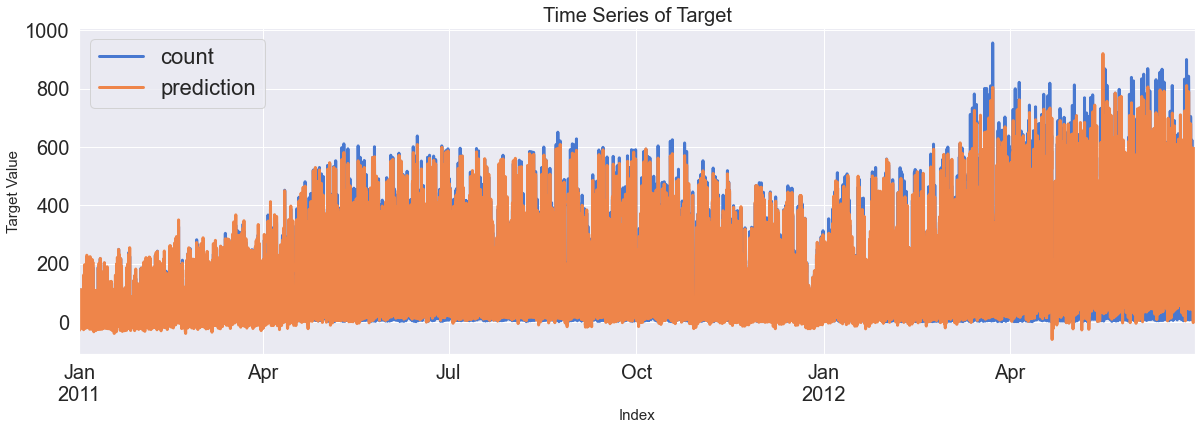 Time Series of Target
1000
800
600
400
200
0
Target Value
count
prediction
Jan
2011
Apr
Jul
Oct
Jan
2012
Apr
Index